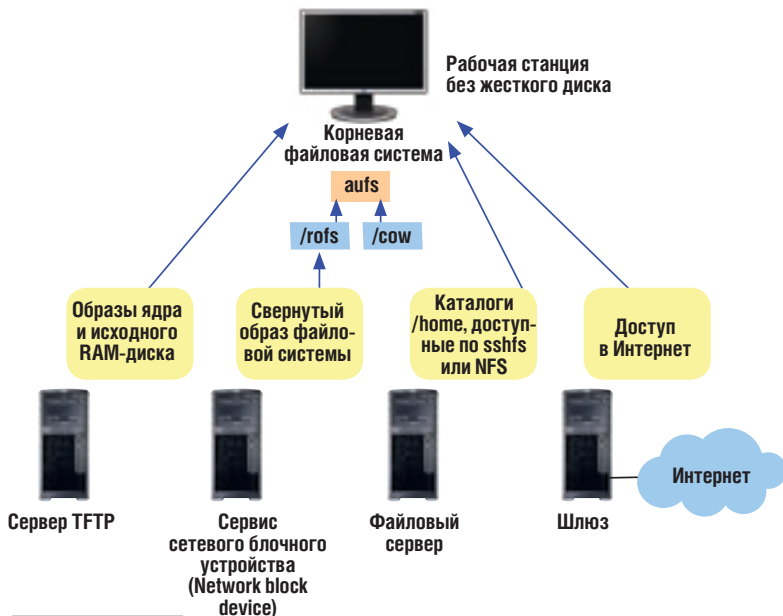 Рабочая станция
без жесткого диска
Корневая
файловая система
aufs
/rofs
/cow
Образы ядра
и исходного
RAM-диска
Свернутый
образ файло-
вой системы
Каталоги
/home, доступ-
ные по sshfs
или NFS
Доступ
в Интернет
Сервер TFTP
Сервис
сетевого блочного
устройства
(Network block
device)
Файловый
сервер
Шлюз
Интернет